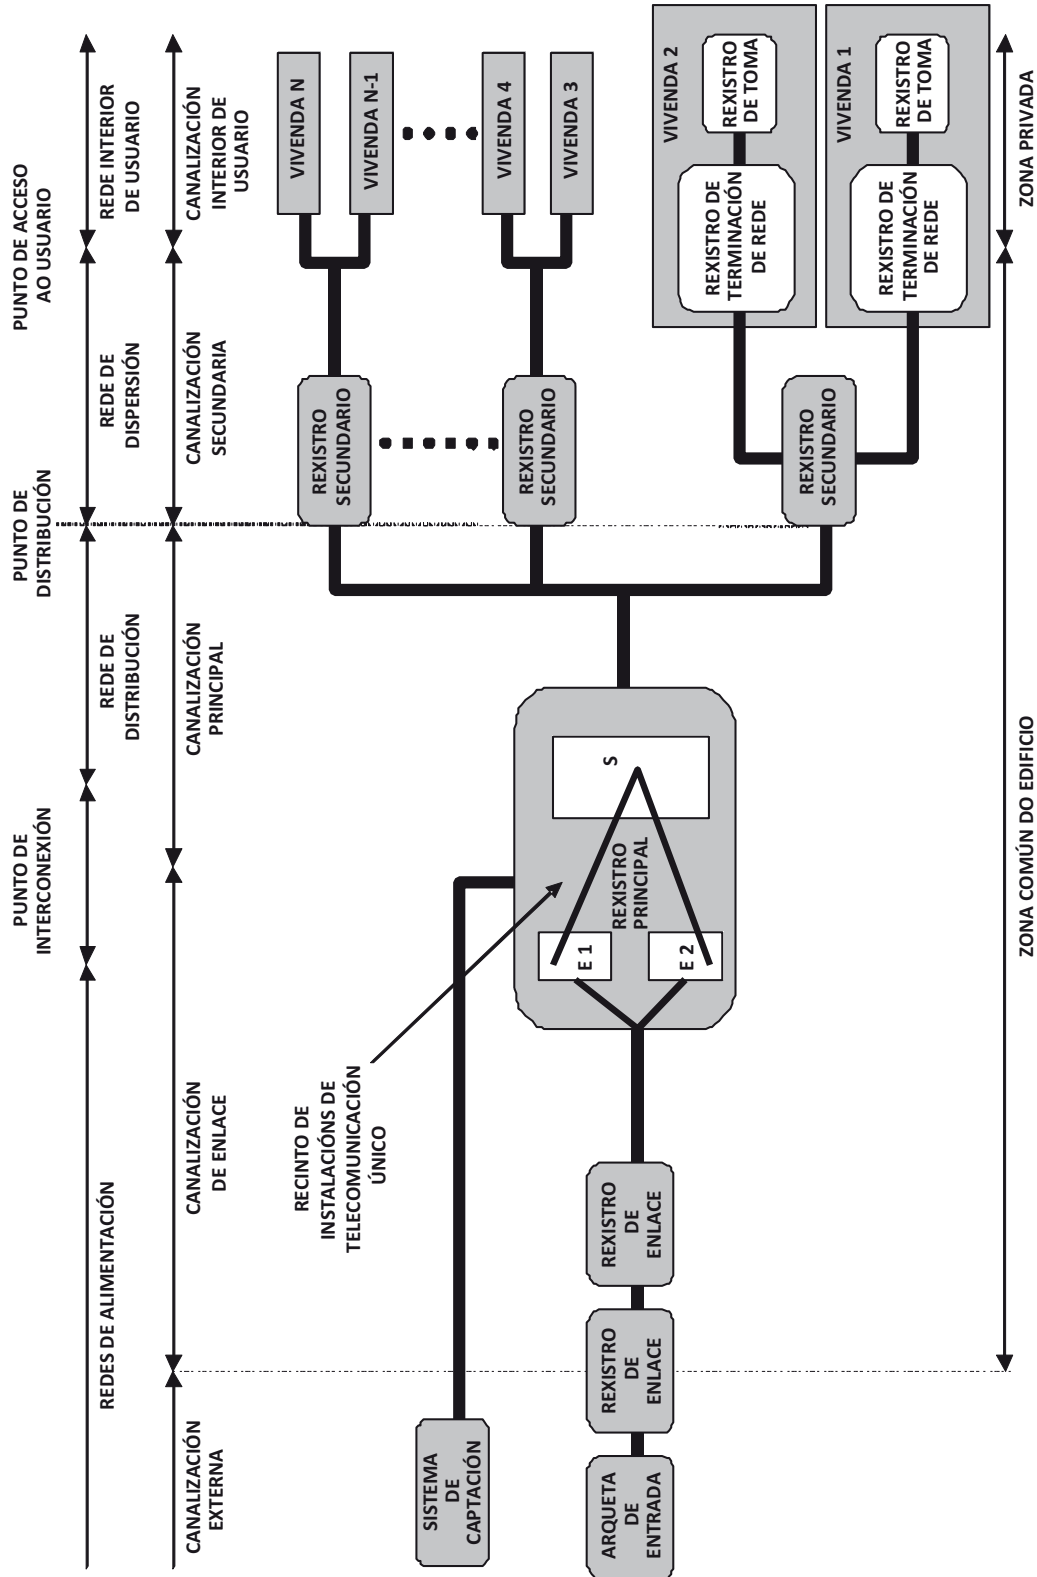 PUNTO DE
INTERCONEXIÓN
PUNTO DE
DISTRIBUCIÓN
PUNTO DE ACCESO
AO USUARIO
REDES DE ALIMENTACIÓN
REDE DE
DISTRIBUCIÓN
REDE DE
DISPERSIÓN
REDE INTERIOR
DE USUARIO
CANALIZACIÓN
EXTERNA
CANALIZACIÓN
DE ENLACE
CANALIZACIÓN
PRINCIPAL
CANALIZACIÓN
SECUNDARIA
CANALIZACIÓN
INTERIOR DE
USUARIO
RECINTO DE
INSTALACIÓNS DE
TELECOMUNICACIÓN
ÚNICO
REXISTRO
SECUNDARIO
VIVENDA N
VIVENDA N-1
SISTEMA
DE
CAPTACIÓN
REXISTRO
SECUNDARIO
VIVENDA 4
VIVENDA 3
ARQUETA
DE
ENTRADA
REXISTRO
DE
ENLACE
REXISTRO
DE
ENLACE
E 1
E 2
REXISTRO
PRINCIPAL
S
REXISTRO
SECUNDARIO
VIVENDA 2
REXISTRO DE
TERMINACIÓN
DE REDE
REXISTRO
DE TOMA
VIVENDA 1
REXISTRO DE
TERMINACIÓN
DE REDE
REXISTRO
DE TOMA
ZONA COMÚN DO EDIFICIO
ZONA PRIVADA